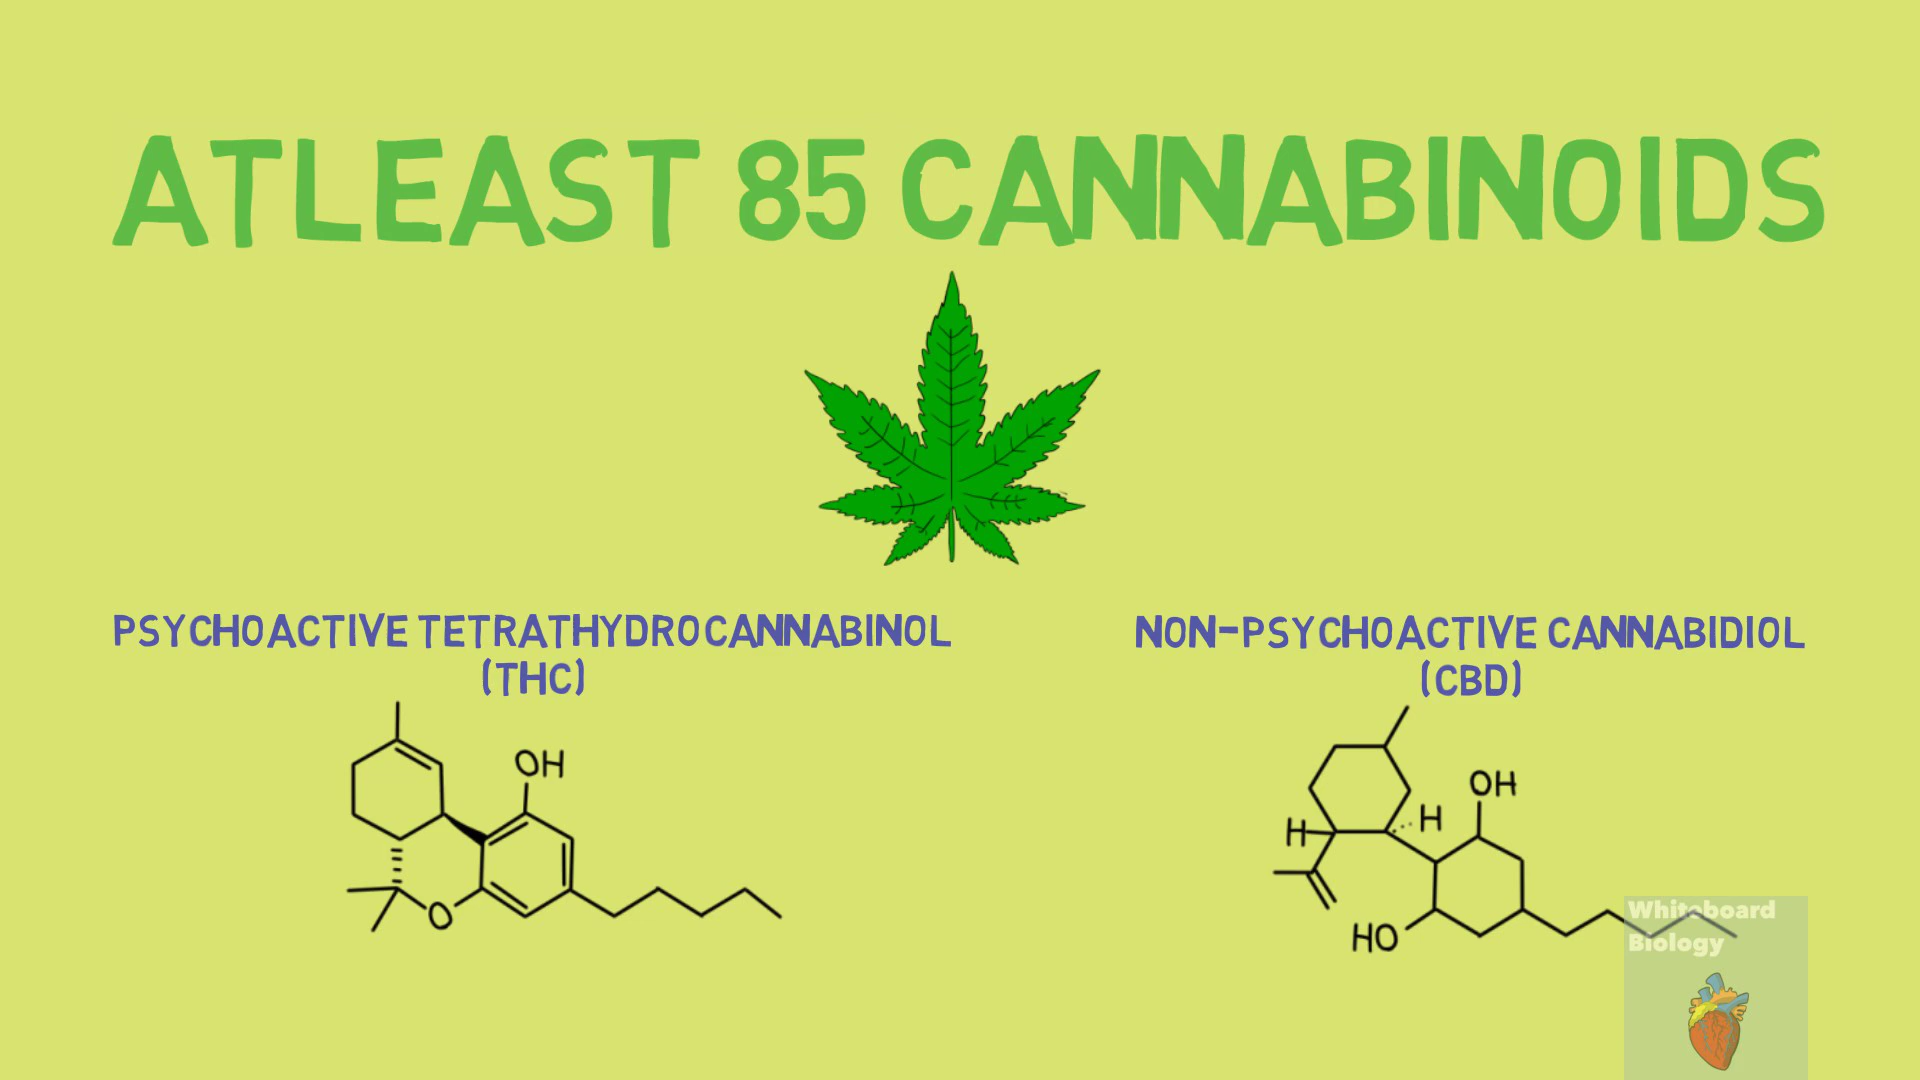 ATLEAST 85 CANNABINOIDS
PSYCHOACTIVE TETRATHYDROCANNABINOL
(THC)
NON-PSYCHOACTIVE CANNABIDIOL
(CBD)
OH
O
OH
H
H
HO
Whiteboard
Biology